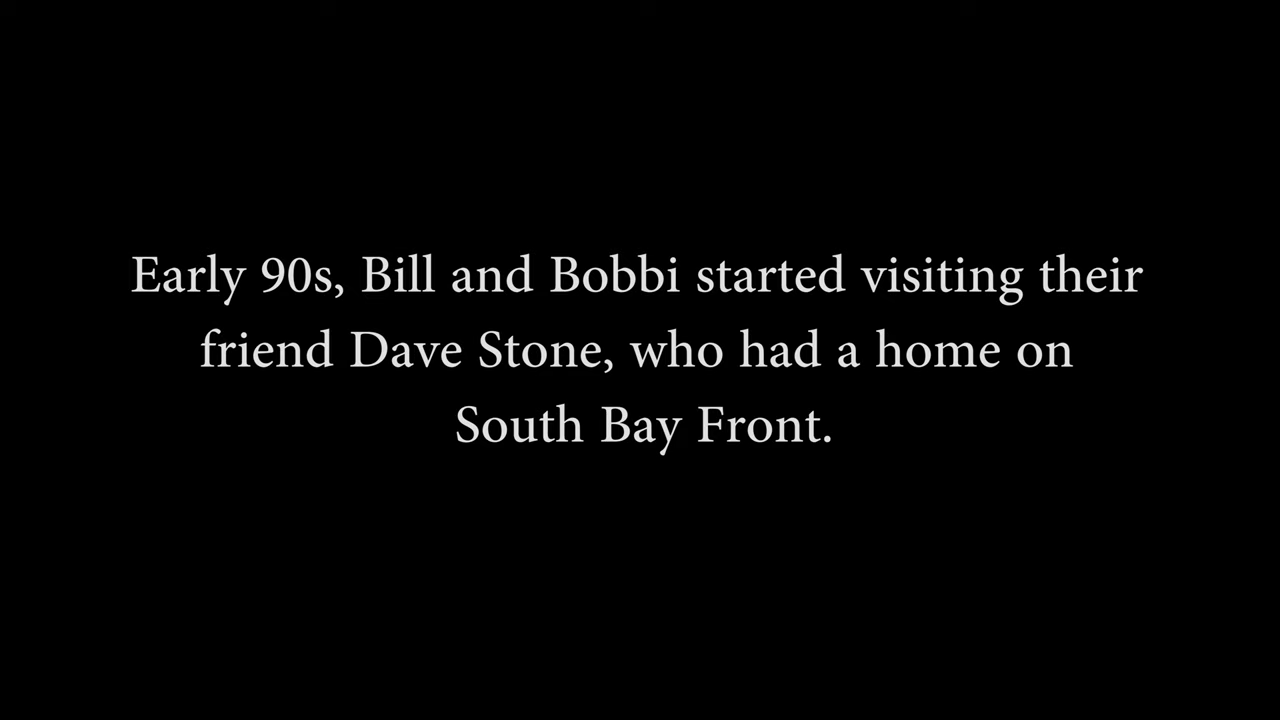 Early 90s, Bill and Bobbi started visiting their
friend Dave Stone, who had a home on
South Bay Front.